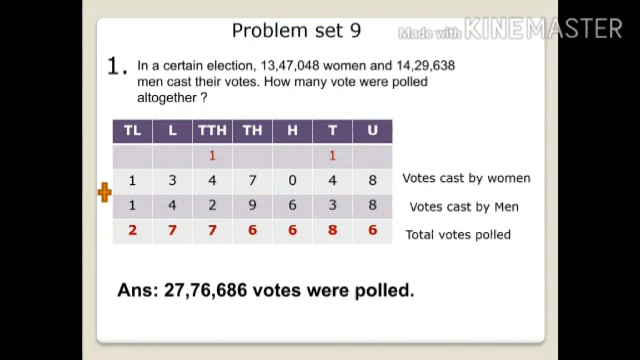 Problem set 9
Made with KINEMASTER
1. In a certain election, 13,47,048 women and 14,29,638
men cast their votes. How many vote were polled
altogether ?
TL L TTH TH H T U
1 1
+ 1 3 4 7 0 4 8 Votes cast by women
1 4 2 9 6 3 8 Votes cast by Men
2 7 7 6 6 8 6 Total votes polled
Ans: 27,76,686 votes were polled.